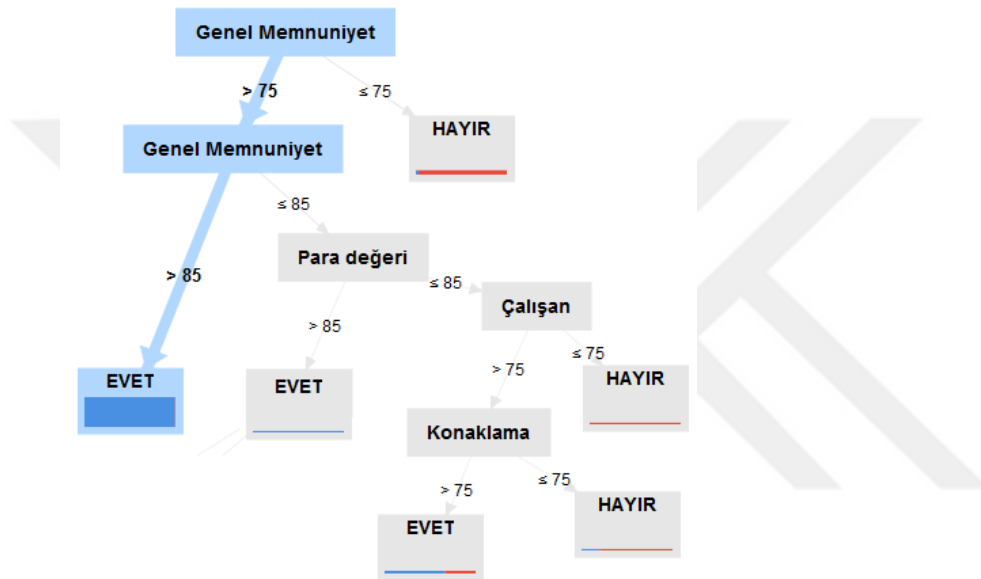 Genel Memnuniyet
> 75
≤ 75
Genel Memnuniyet
HAYIR
≤ 85
Para değeri
> 85
≤ 85
Çalışan
> 85
≤ 75
> 75
EVET
EVET
HAYIR
Konaklama
> 75
≤ 75
EVET
HAYIR